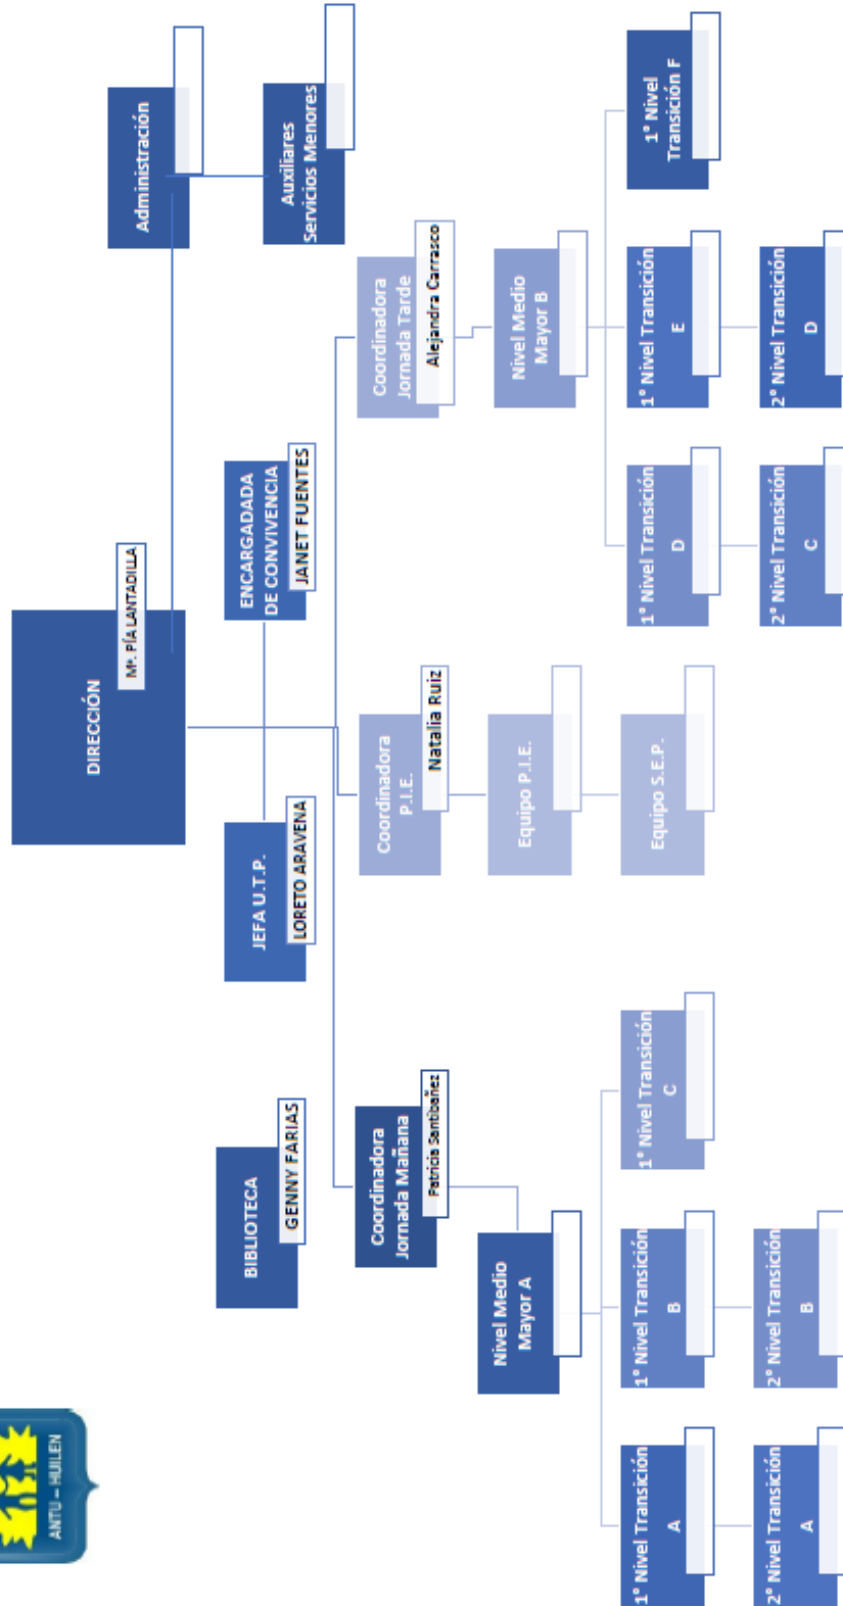 ANTU – HUILEN
DIRECCIÓN
Mª. PÍA LANTADILLA
Administración
Auxiliares
Servicios Menores
BIBLIOTECA
GENNY FARIAS
JEFA U.T.P.
LORETO ARAVENA
ENCARGADADA
DE CONVIVENCIA
JANET FUENTES
Coordinadora
Jornada Mañana
Patricia Santibañez
Coordinadora
P.I.E.
Natalia Ruiz
Coordinadora
Jornada Tarde
Alejandra Carrasco
Nivel Medio
Mayor A
Equipo P.I.E.
Nivel Medio
Mayor B
1° Nivel Transición
A
1° Nivel Transición
B
1° Nivel Transición
C
Equipo S.E.P.
1° Nivel Transición
D
1° Nivel Transición
E
1° Nivel
Transición F
2° Nivel Transición
A
2° Nivel Transición
B
2° Nivel Transición
C
2° Nivel Transición
D